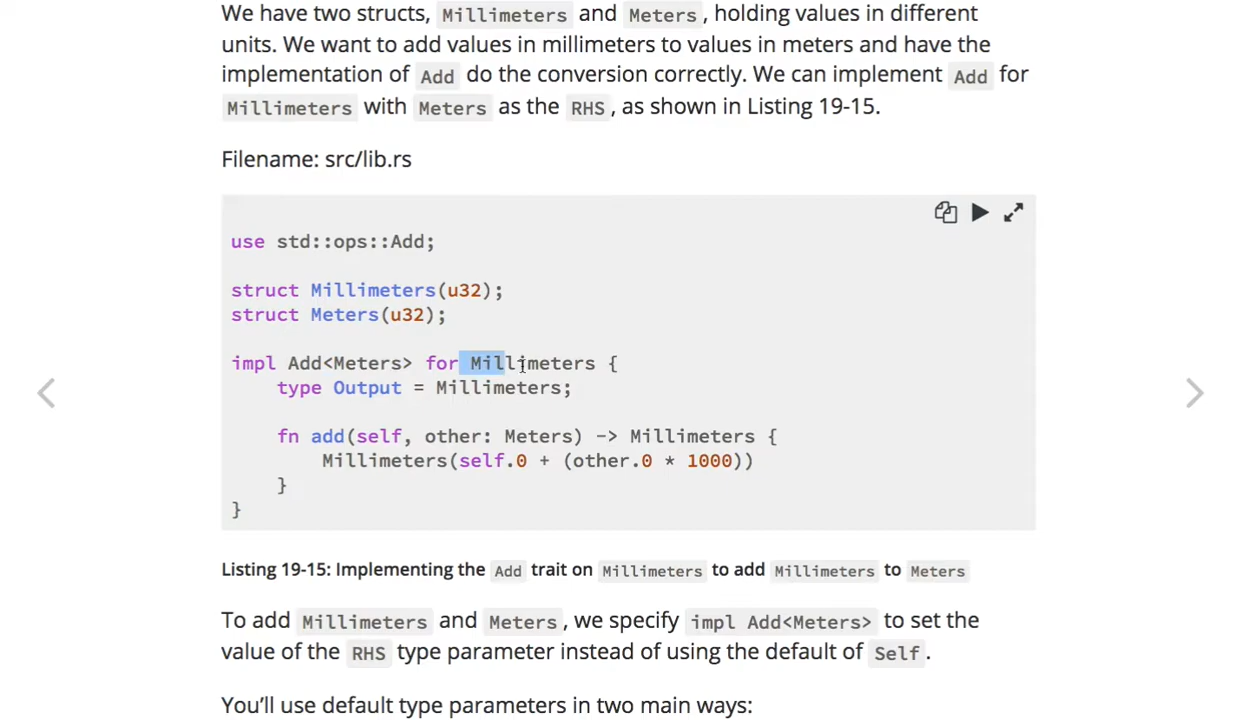 We have two structs, Millimeters and Meters, holding values in different
units. We want to add values in millimeters to values in meters and have the
implementation of Add do the conversion correctly. We can implement Add for
Millimeters with Meters as the RHS, as shown in Listing 19-15.
Filename: src/lib.rs
use std::ops::Add;
struct Millimeters(u32);
struct Meters(u32);
impl Add<Meters> for Millimeters {
    type Output = Millimeters;
    fn add(self, other: Meters) -> Millimeters {
        Millimeters(self.0 + (other.0 * 1000))
    }
}
Listing 19-15: Implementing the Add trait on Millimeters to add Millimeters to Meters
To add Millimeters and Meters, we specify impl Add<Meters> to set the
value of the RHS type parameter instead of using the default of Self.
You’ll use default type parameters in two main ways: